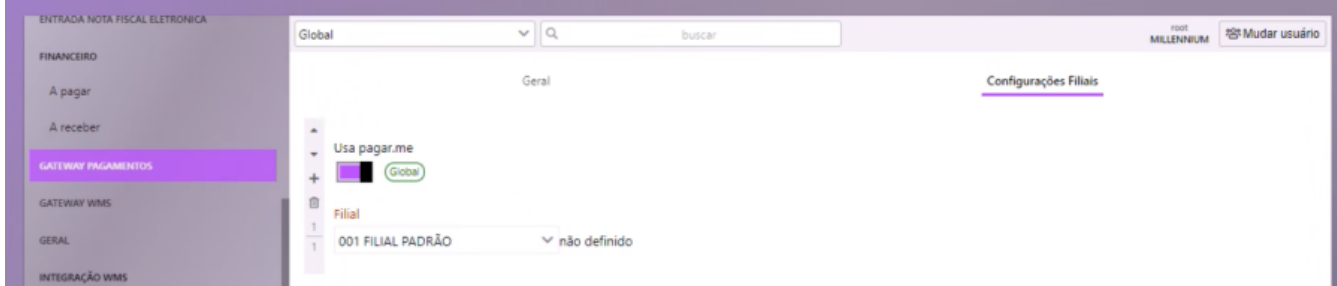 ENTRADA NOTA FISCAL ELETRONICA
FINANCEIRO
A pagar
A receber
GATEWAY PAGAMENTOS
GATEWAY WMS
GERAL
INTEGRAÇÃO WMS
Global
buscar
root
MILLENNIUM
Mudar usuário
Geral
Configurações Filiais
Usa pagar.me
Global
Filial
1
1
001 FILIAL PADRÃO
não definido